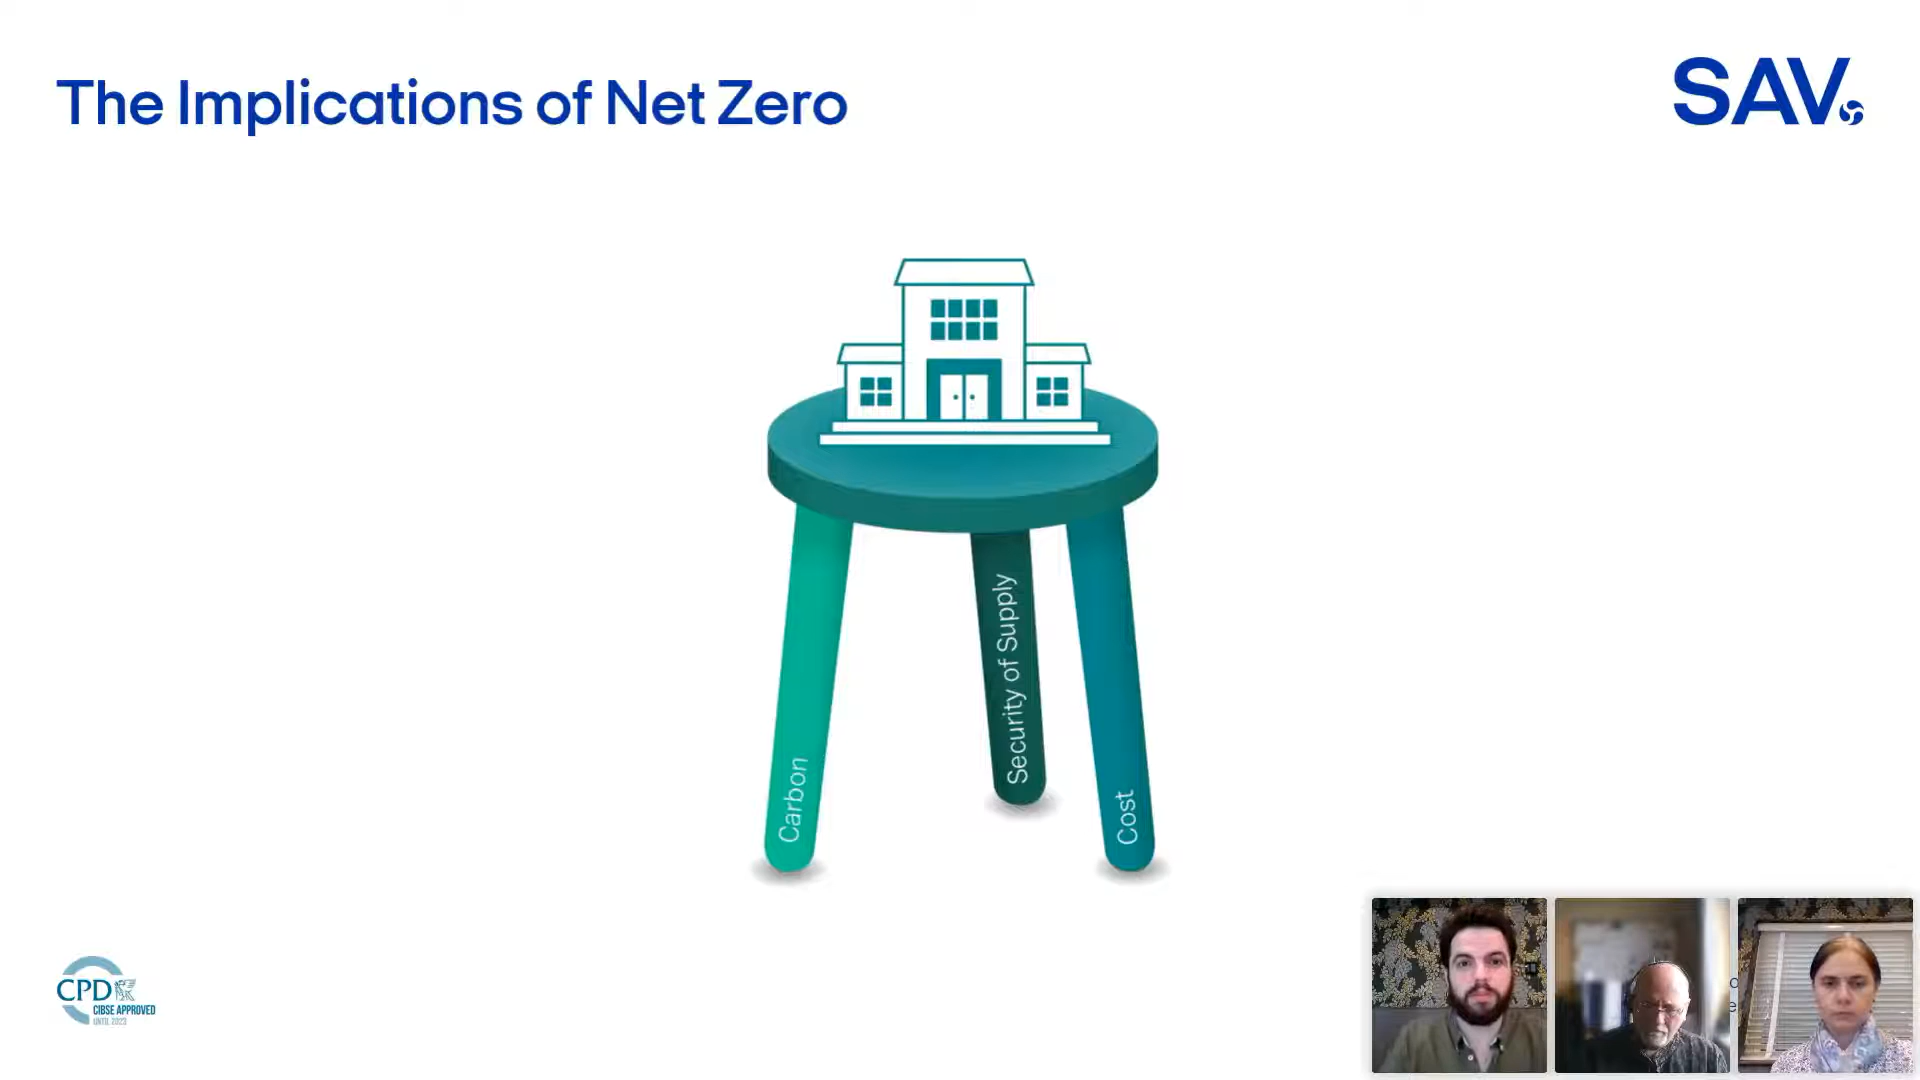 The Implications of Net Zero
SAV
Carbon
Security of Supply
Cost
CPD
CIBSE APPROVED
UNTIL 2023